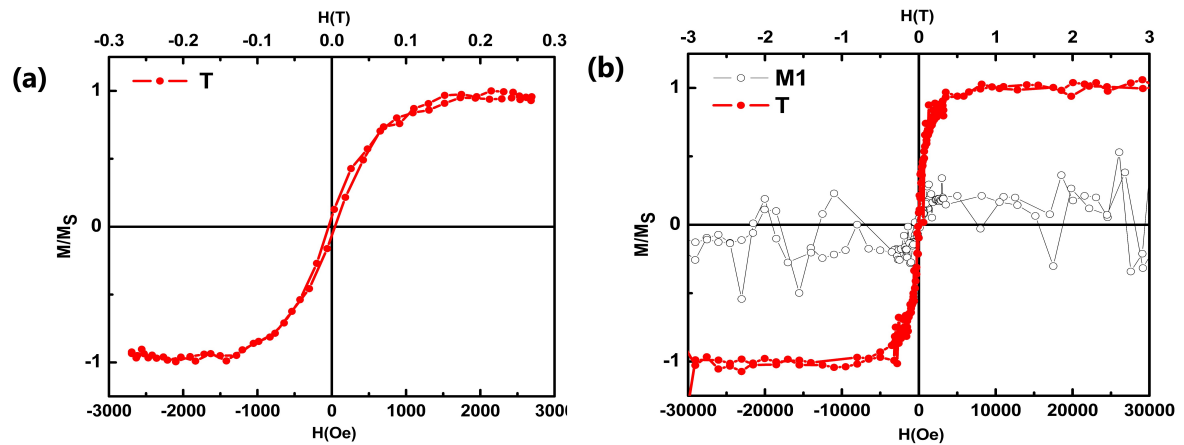 H(T)
-0.3 -0.2 -0.1 0.0 0.1 0.2 0.3
(a)
T
1
0
-1
M/MS
-3000 -2000 -1000 0 1000 2000 300
H(Oe)
H(T)
-3 -2 -1 0 1 2 3
(b)
M1
T
1
0
-1
M/MS
-30000 -20000 -10000 0 10000 20000 30000
H(Oe)